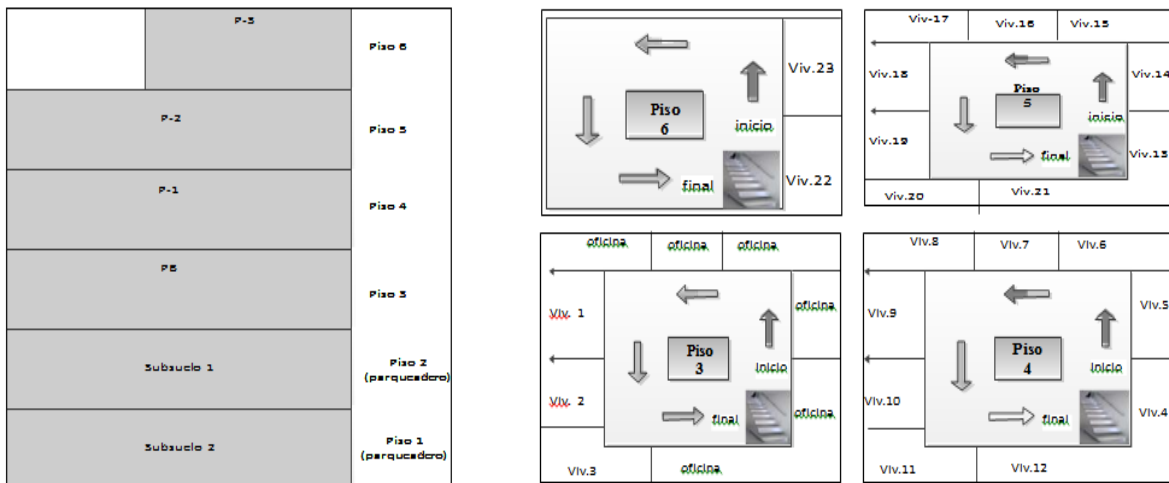 P-3
Piso 6
P-2
Piso 5
P-1
Piso 4
PB
Piso 3
Subsuelo 1
Piso 2
(parqueadero)
Subsuelo 2
Piso 1
(parqueadero)
Viv.23
Piso
6
inicio
final
Viv.22
Viv-17
Viv.16
Viv.15
Viv.18
Viv.14
Piso
5
inicio
Viv.19
final
Viv.13
Viv.20
Viv.21
oficina
oficina
oficina
Viv. 1
oficina
Piso
3
inicio
Viv. 2
final
oficina
Viv.3
oficina
Viv.8
Viv.7
Viv.6
Viv.9
Viv.5
Piso
4
inicio
Viv.10
final
Viv.4
Viv.11
Viv.12